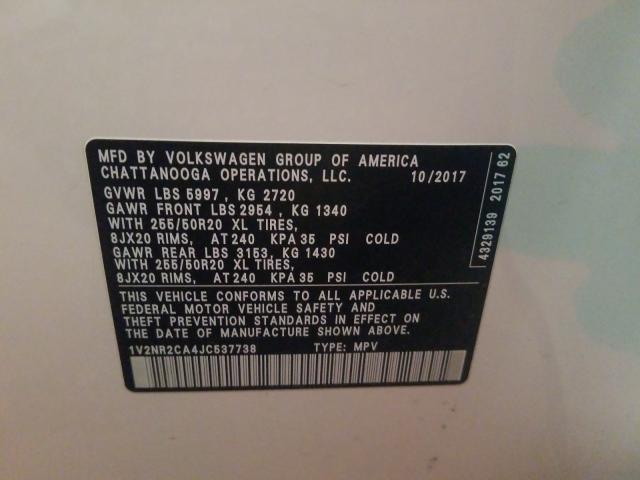 MFD BY VOLKSWAGEN GROUP OF AMERICA
CHATTANOOGA OPERATIONS, LLC. 10/2017
GVWR LBS 5997 , KG 2720
GAWR FRONT LBS 2954 , KG 1340
WITH 255/50R20 XL TIRES,
8JX20 RIMS, AT 240 KPA 35 PSI COLD
GAWR REAR LBS 3153, KG 1430
WITH 255/50R20 XL TIRES,
8JX20 RIMS, AT 240 KPA 35 PSI COLD
THIS VEHICLE CONFORMS TO ALL APPLICABLE U.S.
FEDERAL MOTOR VEHICLE SAFETY AND
THEFT PREVENTION STANDARDS IN EFFECT ON
THE DATE OF MANUFACTURE SHOWN ABOVE.
1V2NR2CA4JC537738 TYPE: MPV
4329139 2017 62